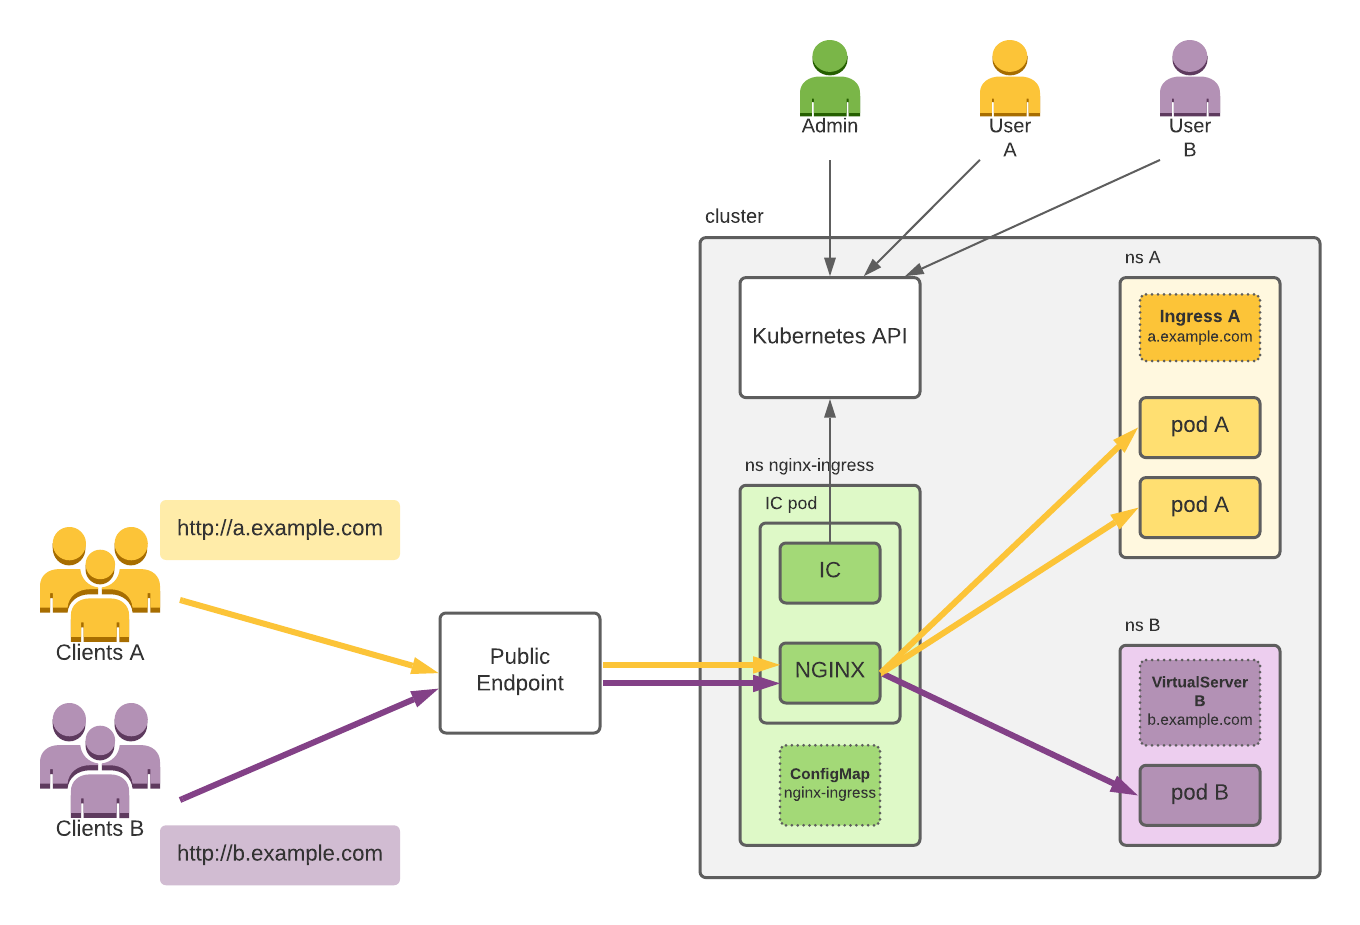 Admin
User
A
User
B
cluster
ns A
Ingress A
a.example.com
Kubernetes API
pod A
pod A
ns nginx-ingress
IC pod
IC
NGINX
ConfigMap
nginx-ingress
ns B
VirtualServer
B
b.example.com
pod B
http://a.example.com
Clients A
Public
Endpoint
Clients B
http://b.example.com